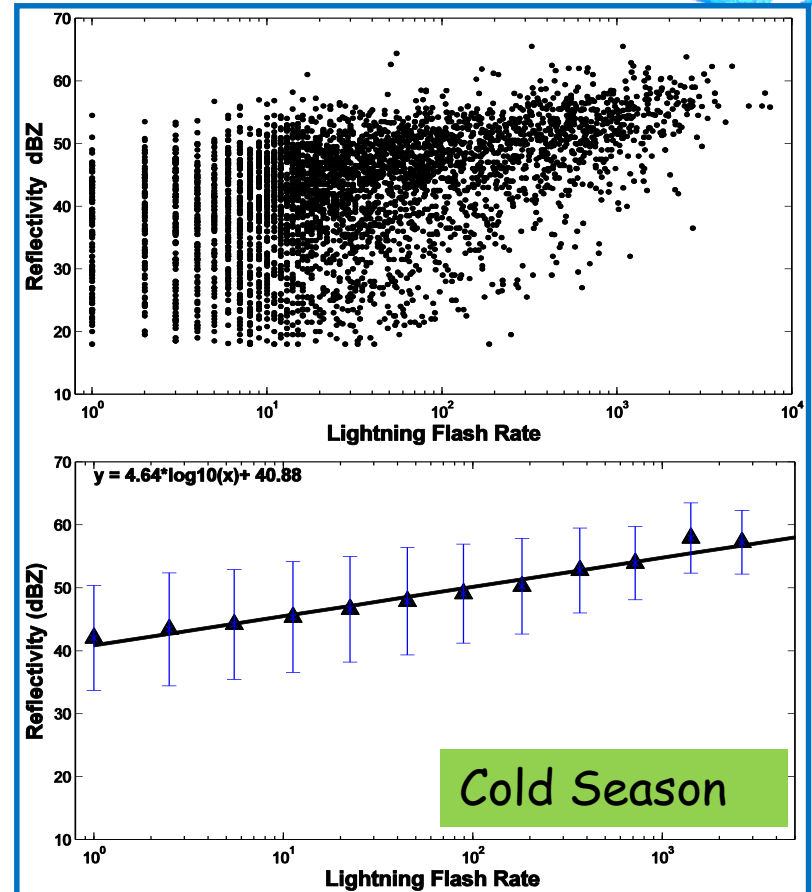 70
60
50
40
30
20
10
Reflectivity dBZ
10^0 10^1 10^2 10^3 10^4
Lightning Flash Rate
70
60
50
40
30
20
10
Reflectivity (dBZ)
y = 4.64*log10(x)+ 40.88
Cold Season
10^0 10^1 10^2 10^3
Lightning Flash Rate